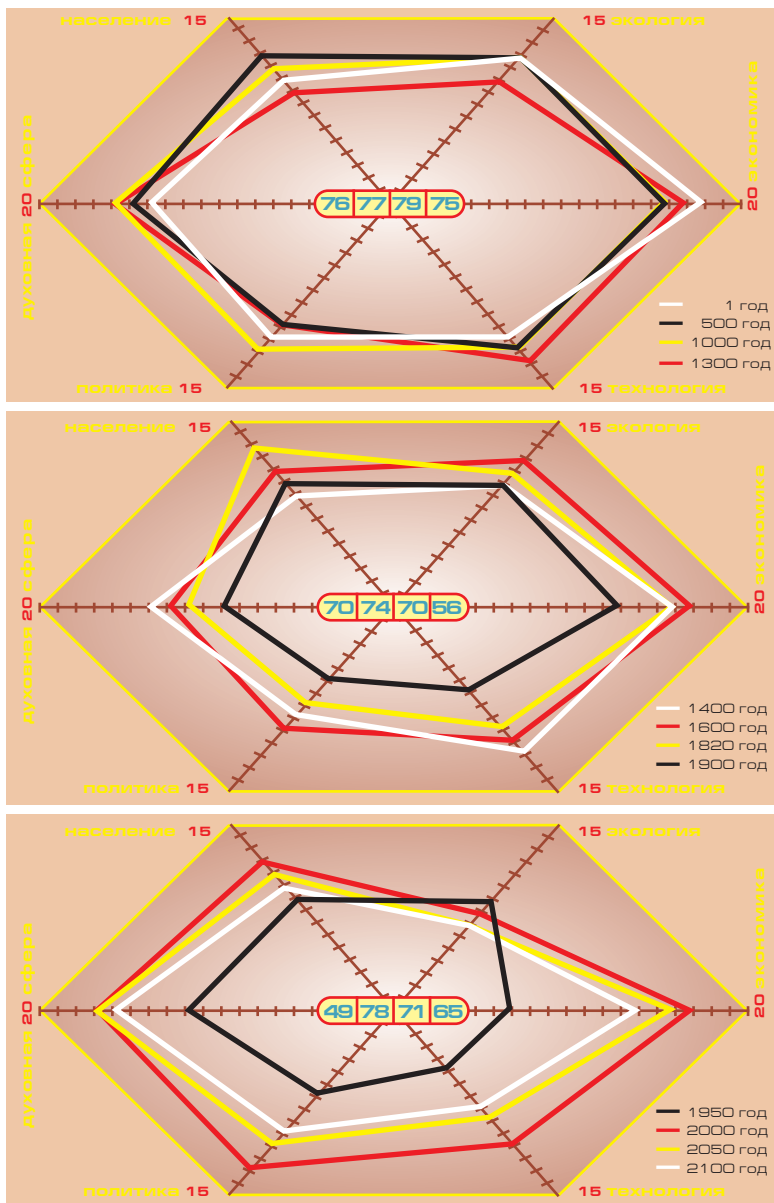 население 15
15 экология
духовная 20 сфера
20 экономика
76 77 79 75
1 год
500 год
1000 год
1300 год
политика 15
15 технология
население 15
15 экология
духовная 20 сфера
20 экономика
70 74 70 56
1400 год
1600 год
1820 год
1900 год
политика 15
15 технология
население 15
15 экология
духовная 20 сфера
20 экономика
49 78 71 65
1950 год
2000 год
2050 год
2100 год
политика 15
15 технология